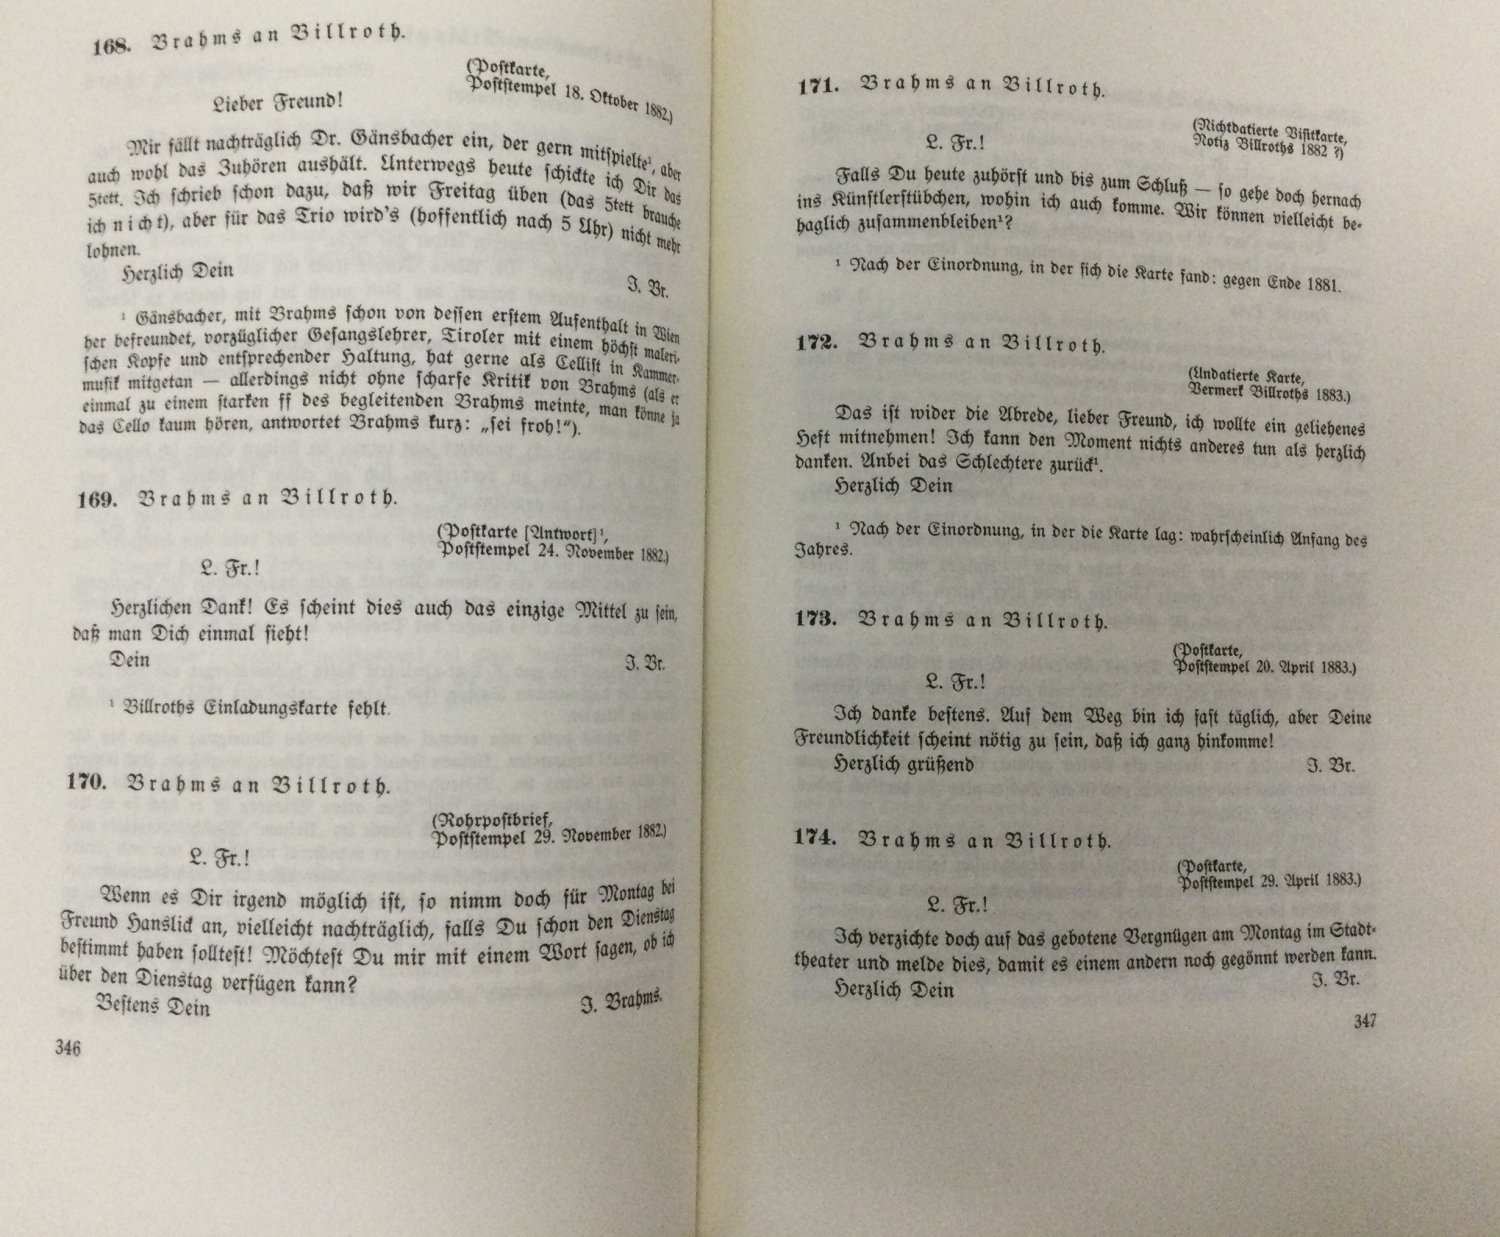 168. Brahms an Billroth.
(Postkarte,
Poststempel 18. Oktober 1882.)
Lieber Freund!
Mir fällt nachträglich Dr. Gänsbacher ein, der gern mitspielte¹, aber
auch wohl das Zuhören aushält. Unterwegs heute schickte ich Dir das
5tett. Ich schrieb schon dazu, daß wir Freitag üben (das 5tett brauche
ich nicht), aber für das Trio wird's (hoffentlich nach 5 Uhr) nicht mehr
lohnen.
Herzlich Dein
J. Br.
¹ Gänsbacher, mit Brahms schon von dessen erstem Aufenthalt in Wien
her befreundet, vorzüglicher Gesangslehrer, Tiroler mit einem höchst maleri-
schen Kopfe und entsprechender Haltung, hat gerne als Cellist in Kammer-
musik mitgetan — allerdings nicht ohne scharfe Kritik von Brahms (als er
einmal zu einem starken ff des begleitenden Brahms meinte, man könne ja
das Cello kaum hören, antwortet Brahms kurz: „sei froh!“).
169. Brahms an Billroth.
(Postkarte [Antwort]¹,
Poststempel 24. November 1882.)
L. Fr.!
Herzlichen Dank! Es scheint dies auch das einzige Mittel zu sein,
daß man Dich einmal sieht!
Dein
J. Br.
¹ Billroths Einladungskarte fehlt.
170. Brahms an Billroth.
(Rohrpostbrief,
Poststempel 29. November 1882.)
L. Fr.!
Wenn es Dir irgend möglich ist, so nimm doch für Montag bei
Freund Hanslick an, vielleicht nachträglich, falls Du schon den Dienstag
bestimmt haben solltest! Möchtest Du mir mit einem Wort sagen, ob ich
über den Dienstag verfügen kann?
Bestens Dein
J. Brahms.
346
171. Brahms an Billroth.
(Nichtdatierte Visitkarte,
Notiz Billroths 1882 ?)
L. Fr.!
Falls Du heute zuhörst und bis zum Schluß — so gehe doch hernach
ins Künstlerstübchen, wohin ich auch komme. Wir können vielleicht be-
haglich zusammenbleiben¹?
¹ Nach der Einordnung, in der sich die Karte fand: gegen Ende 1881.
172. Brahms an Billroth.
(Undatierte Karte,
Vermerk Billroths 1883.)
Das ist wider die Abrede, lieber Freund, ich wollte ein geliehenes
Heft mitnehmen! Ich kann den Moment nichts anderes tun als herzlich
danken. Anbei das Schlechtere zurück¹.
Herzlich Dein
¹ Nach der Einordnung, in der die Karte lag: wahrscheinlich Anfang des
Jahres.
173. Brahms an Billroth.
(Postkarte,
Poststempel 20. April 1883.)
L. Fr.!
Ich danke bestens. Auf dem Weg bin ich fast täglich, aber Deine
Freundlichkeit scheint nötig zu sein, daß ich ganz hinkomme!
Herzlich grüßend
J. Br.
174. Brahms an Billroth.
(Postkarte,
Poststempel 29. April 1883.)
L. Fr.!
Ich verzichte doch auf das gebotene Vergnügen am Montag im Stadt-
theater und melde dies, damit es einem andern noch gegönnt werden kann.
Herzlich Dein
J. Br.
347